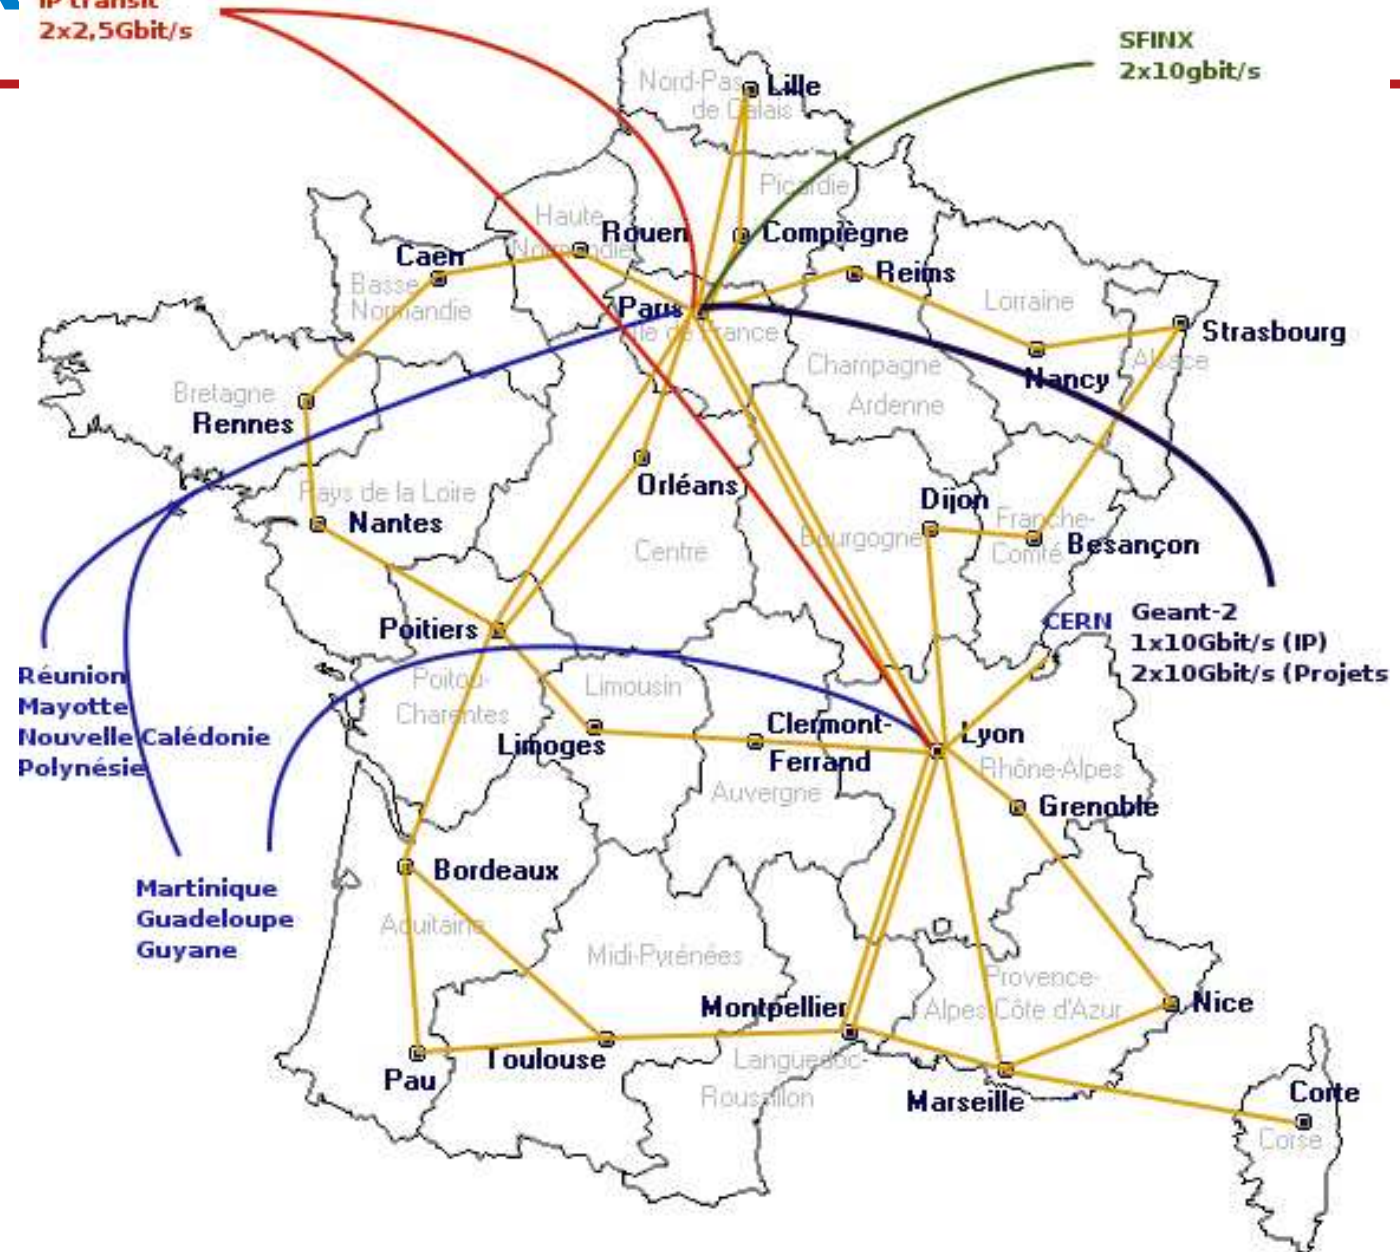 IP transit
2x2,5Gbit/s
SFINX
2x10gbit/s
Nord-Pas
de Calais
Lille
Picardie
Haute
Normandie
Rouen
Compiègne
Caen
Basse
Normandie
Reims
Lorraine
Paris
Ile de France
Strasbourg
Alsace
Champagne
Ardenne
Nancy
Bretagne
Rennes
Pays de la Loire
Nantes
Orléans
Dijon
Centre
Bourgogne
Franche-
Comté
Besançon
CERN
Geant-2
1x10Gbit/s (IP)
2x10Gbit/s (Projets
Poitiers
Réunion
Mayotte
Nouvelle Calédonie
Polynésie
Poitou-
Charentes
Limousin
Limoges
Clermont-
Ferrand
Auvergne
Lyon
Rhône-Alpes
Grenoble
Martinique
Guadeloupe
Guyane
Bordeaux
Aquitaine
Midi-Pyrénées
Montpellier
Provence-
Alpes Côte d'Azur
Nice
Pau
Toulouse
Languedoc-
Roussillon
Marseille
Corte
Corse